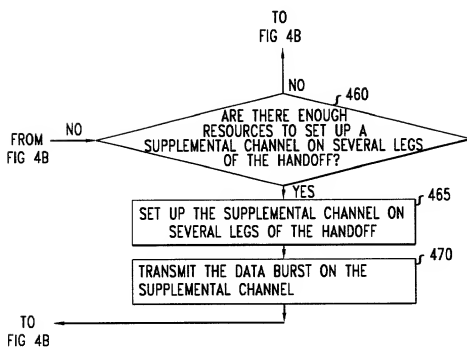 TO
FIG 4B
NO
460
ARE THERE ENOUGH
RESOURCES TO SET UP A
SUPPLEMENTAL CHANNEL ON SEVERAL LEGS
OF THE HANDOFF?
FROM
FIG 4B
NO
YES
465
SET UP THE SUPPLEMENTAL CHANNEL ON
SEVERAL LEGS OF THE HANDOFF
470
TRANSMIT THE DATA BURST ON THE
SUPPLEMENTAL CHANNEL
TO
FIG 4B